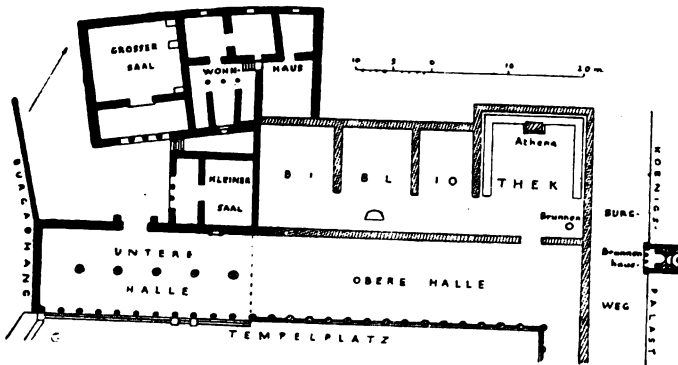 GROSSER
SAAL
WOHN-
HAUS
10 5 0 10 20 m.
Athena
BI BL IO THEK
Brunnen
KLEINER
SAAL
BURGABHANG
UNTERE
HALLE
OBERE HALLE
TEMPELPLATZ
BURG-
WEG
Brunnen
haus
KOENIGS
PALAST
G